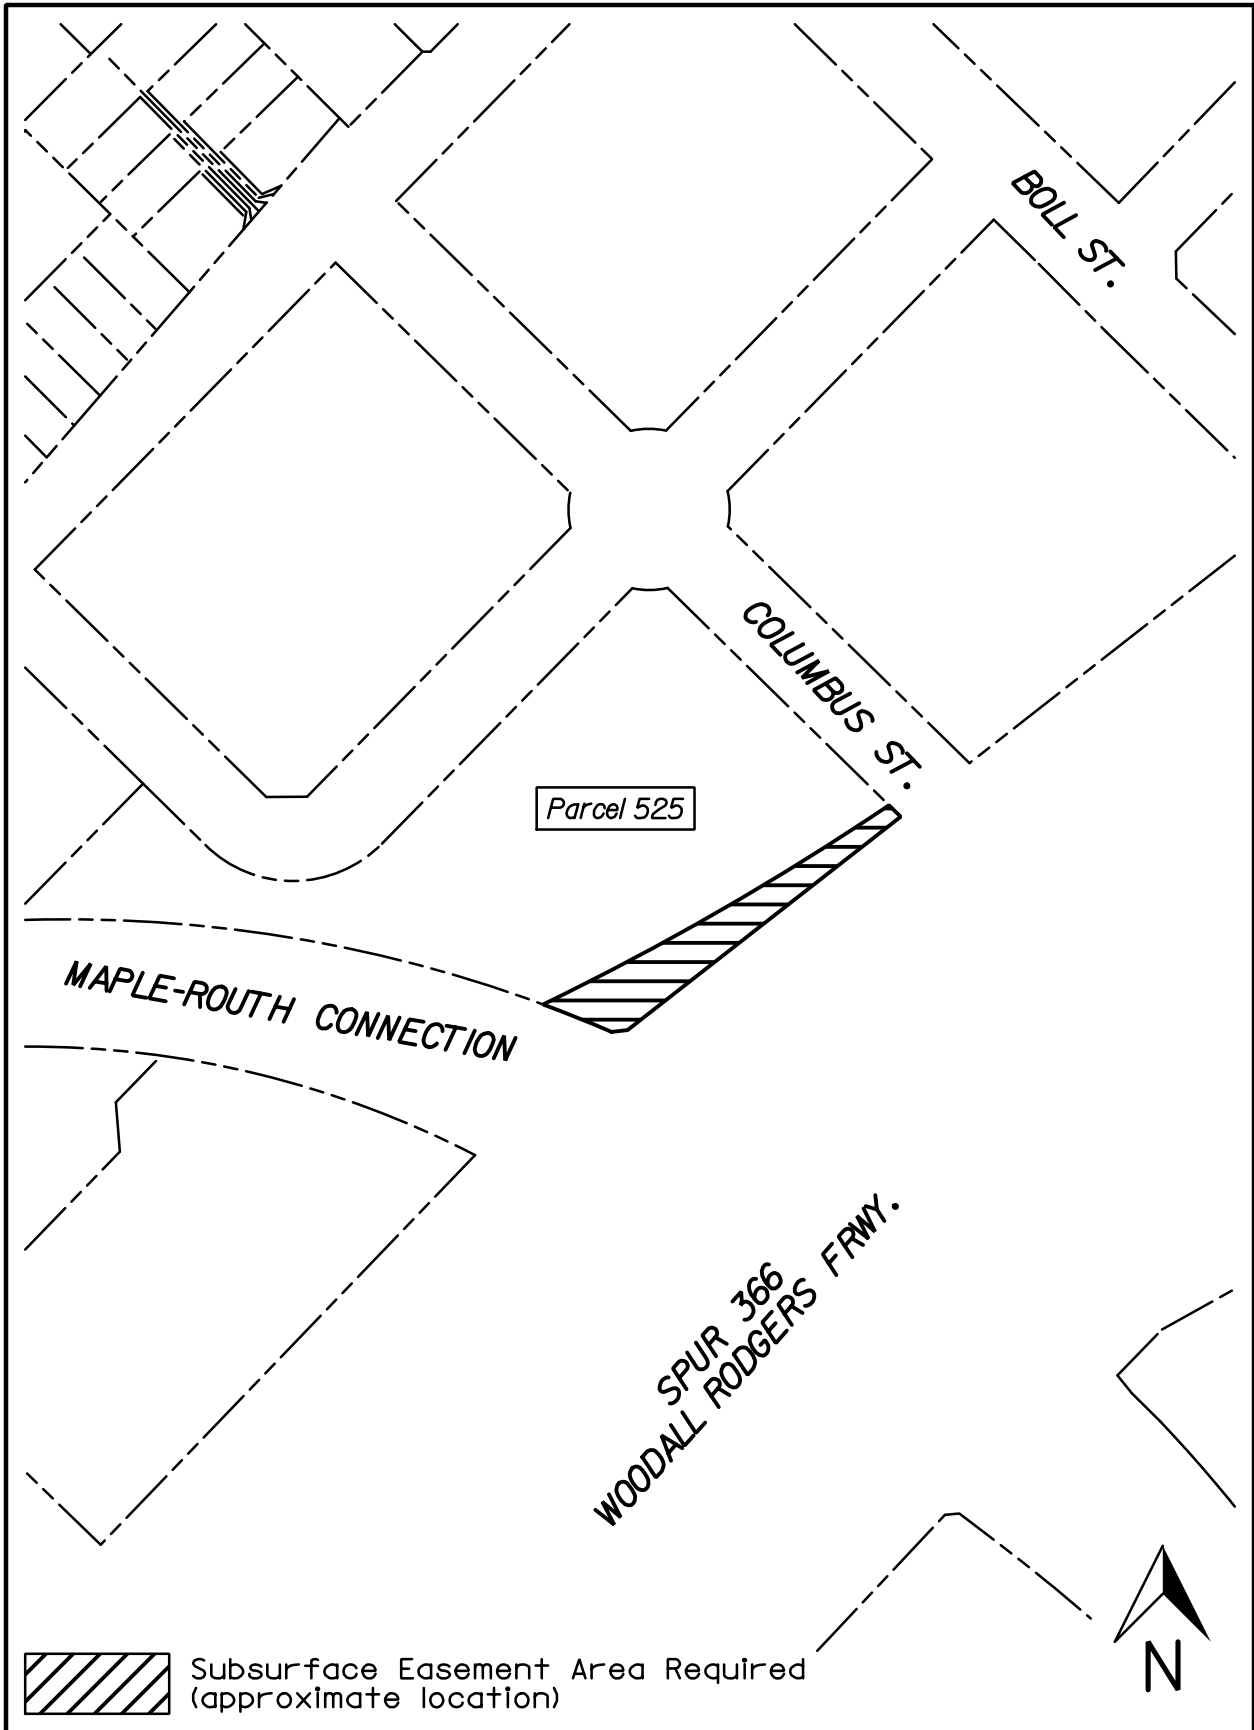 BOLL ST.
COLUMBUS ST.
Parcel 525
MAPLE-ROUTH CONNECTION
SPUR 366
WOODALL RODGERS FRWY.
N
Subsurface Easement Area Required
(approximate location)